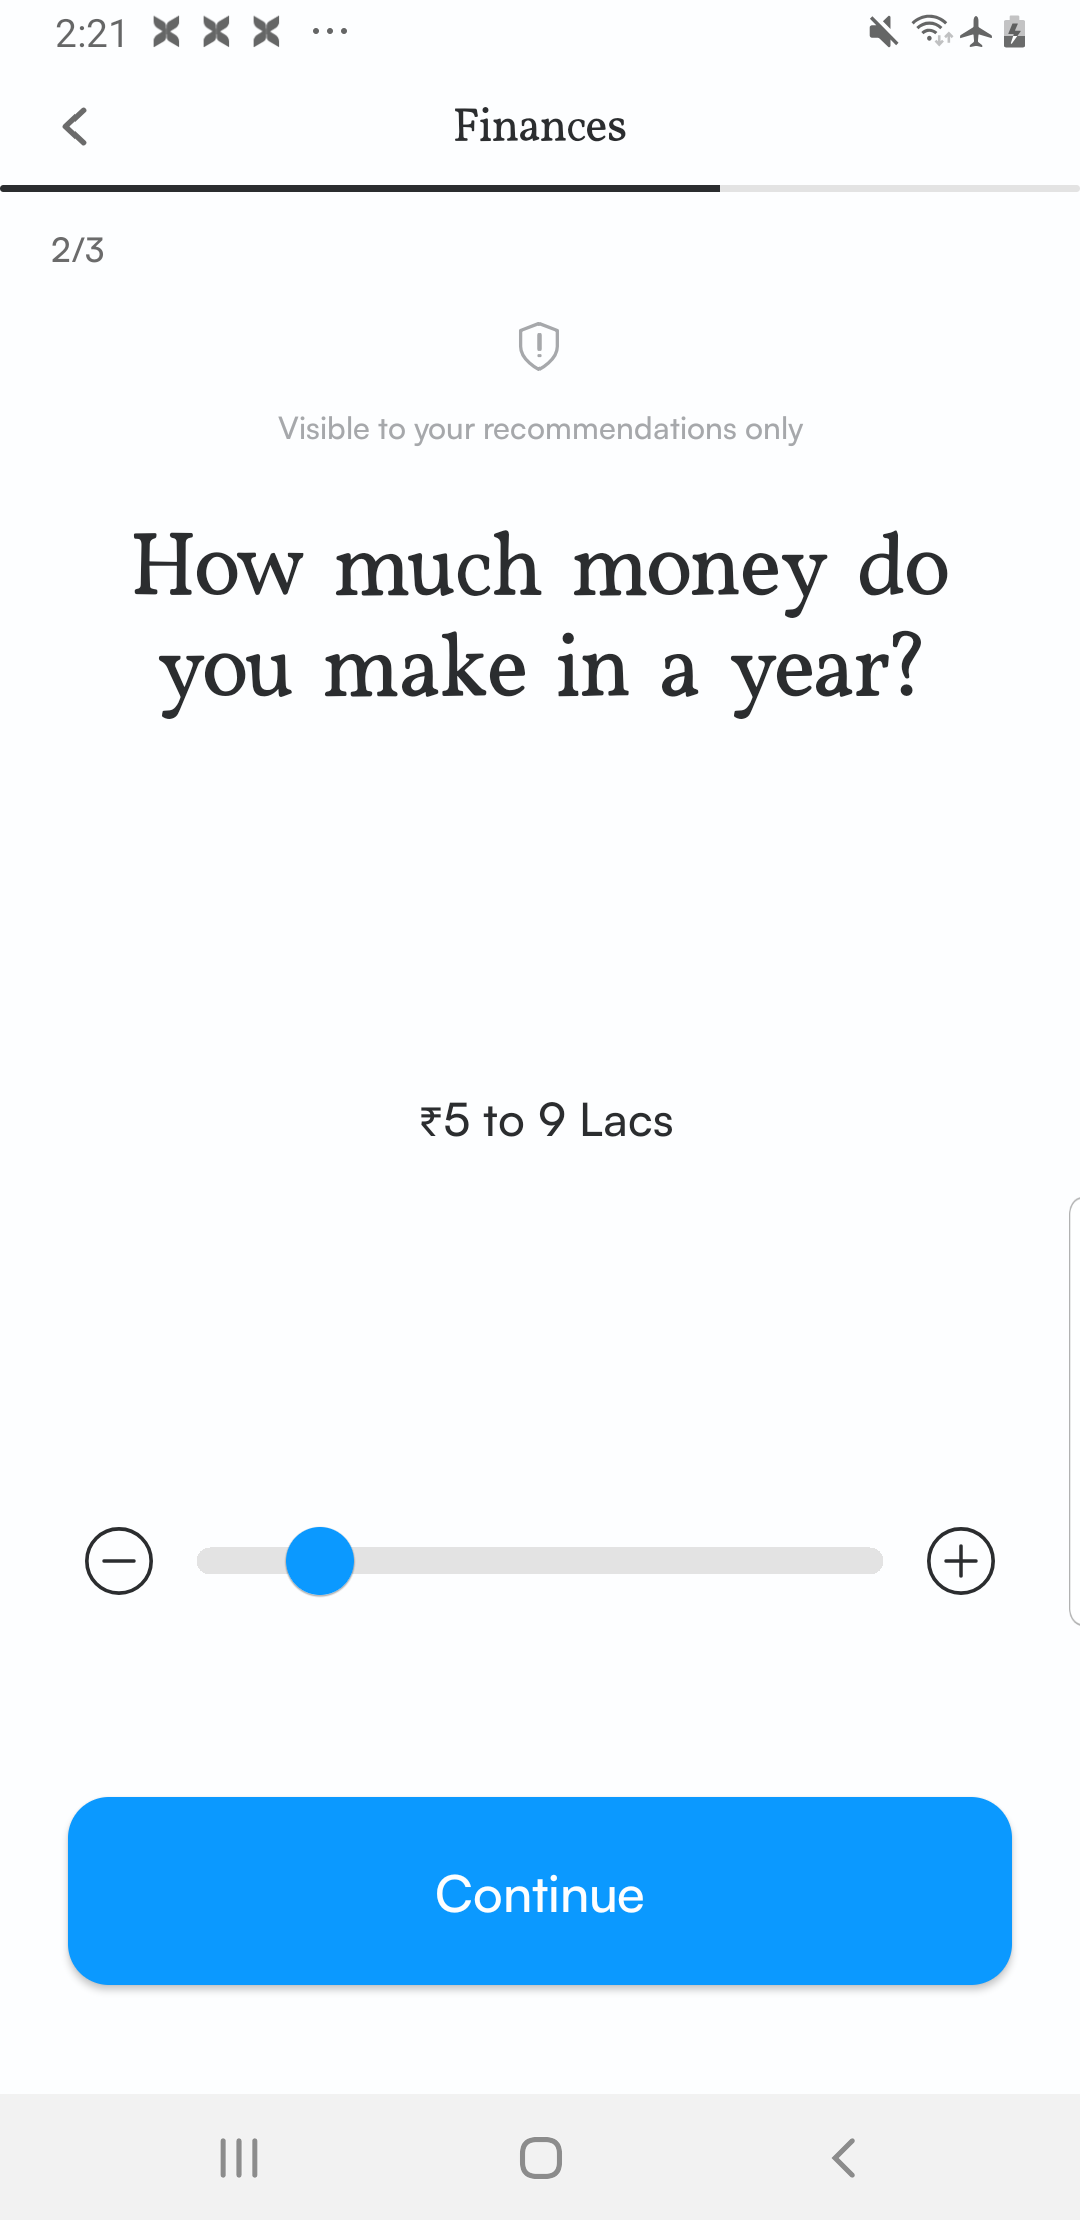 2:21
Finances
2/3
Visible to your recommendations only
How much money do
you make in a year?
₹5 to 9 Lacs
Continue